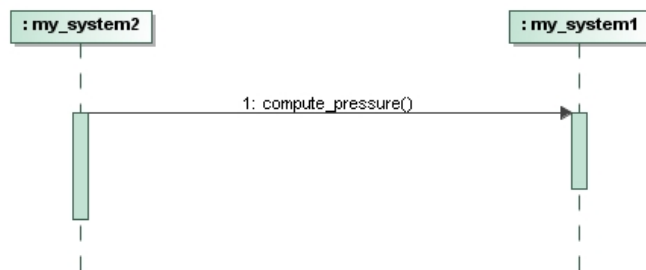 : my_system2
: my_system1
1: compute_pressure()